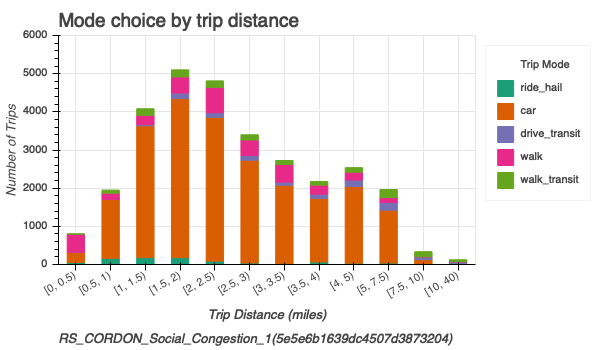 Mode choice by trip distance
Number of Trips
6000
5000
4000
3000
2000
1000
0
[0, 0.5)
[0.5, 1)
[1, 1.5)
[1.5, 2)
[2, 2.5)
[2.5, 3)
[3, 3.5)
[3.5, 4)
[4, 5)
[5, 7.5)
[7.5, 10)
[10, 40)
Trip Distance (miles)
RS_CORDON_Social_Congestion_1(5e5e6b1639dc4507d3873204)
Trip Mode
ride_hail
car
drive_transit
walk
walk_transit